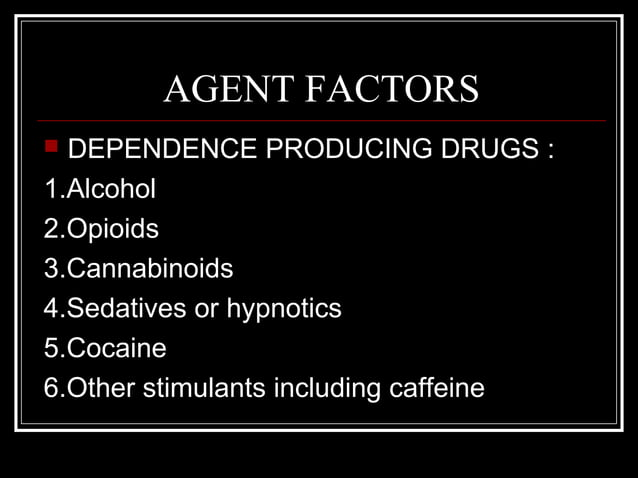 AGENT FACTORS
DEPENDENCE PRODUCING DRUGS :
1.Alcohol
2.Opioids
3.Cannabinoids
4.Sedatives or hypnotics
5.Cocaine
6.Other stimulants including caffeine